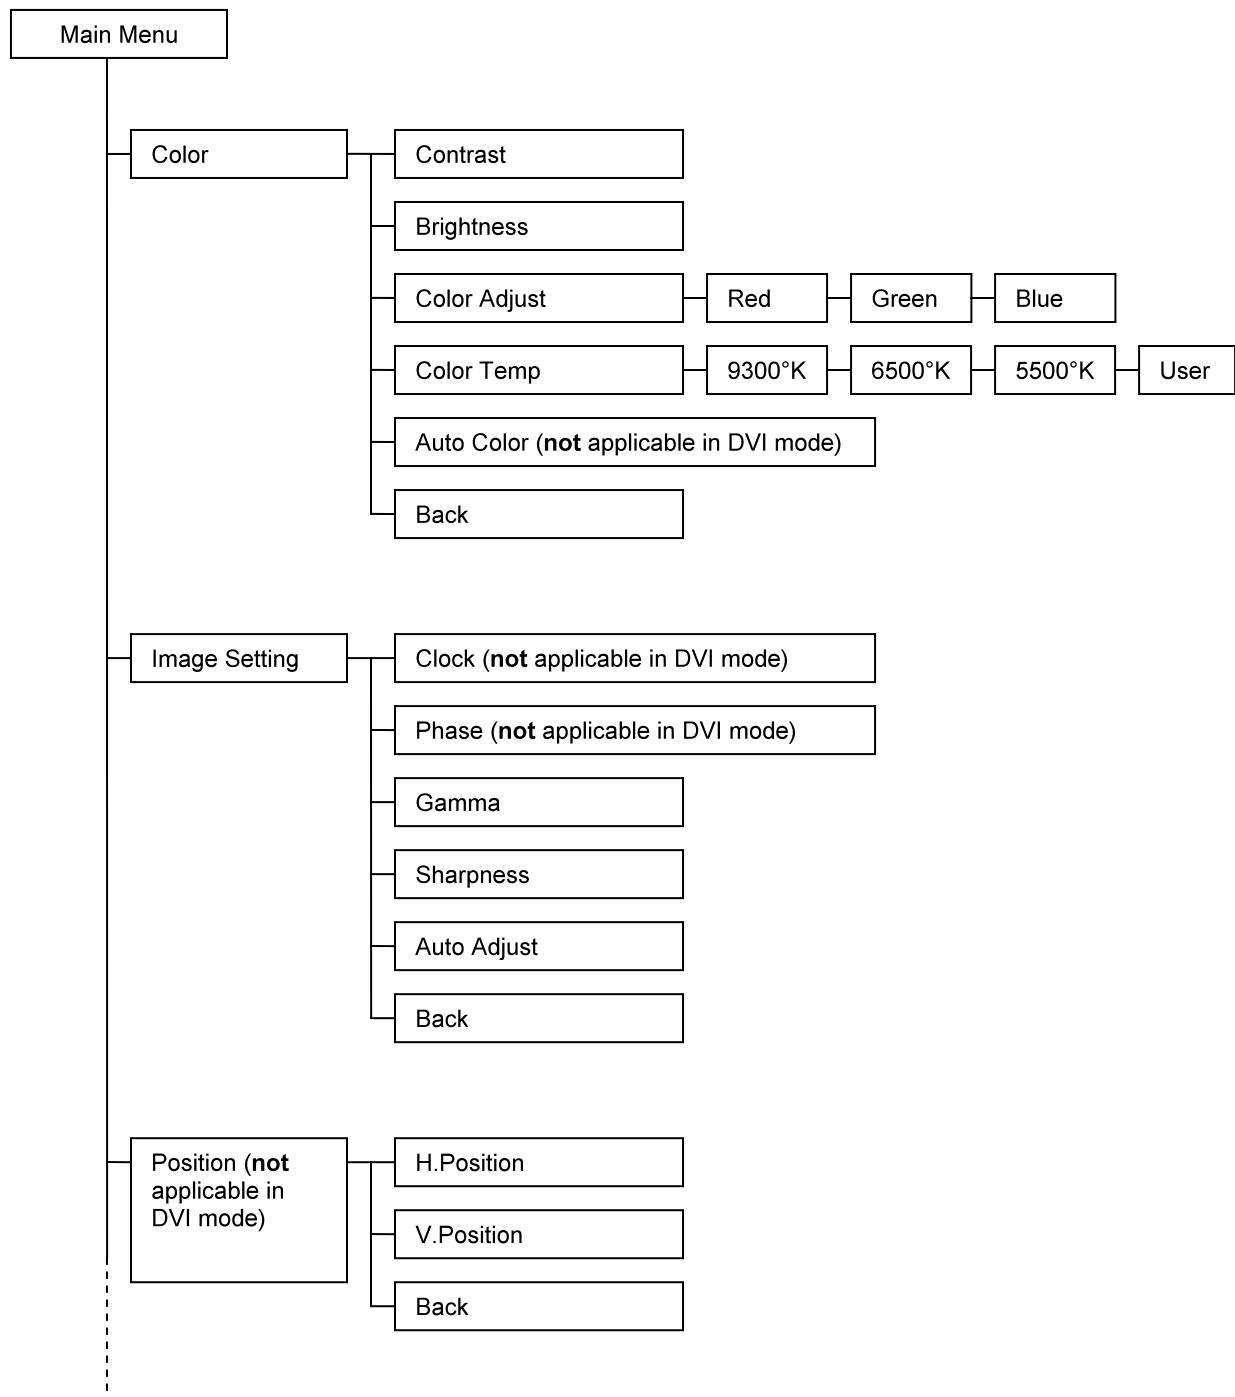 Main Menu
Color
Contrast
Brightness
Color Adjust
Red
Green
Blue
Color Temp
9300°K
6500°K
5500°K
User
Auto Color (not applicable in DVI mode)
Back
Image Setting
Clock (not applicable in DVI mode)
Phase (not applicable in DVI mode)
Gamma
Sharpness
Auto Adjust
Back
Position (not
applicable in
DVI mode)
H.Position
V.Position
Back